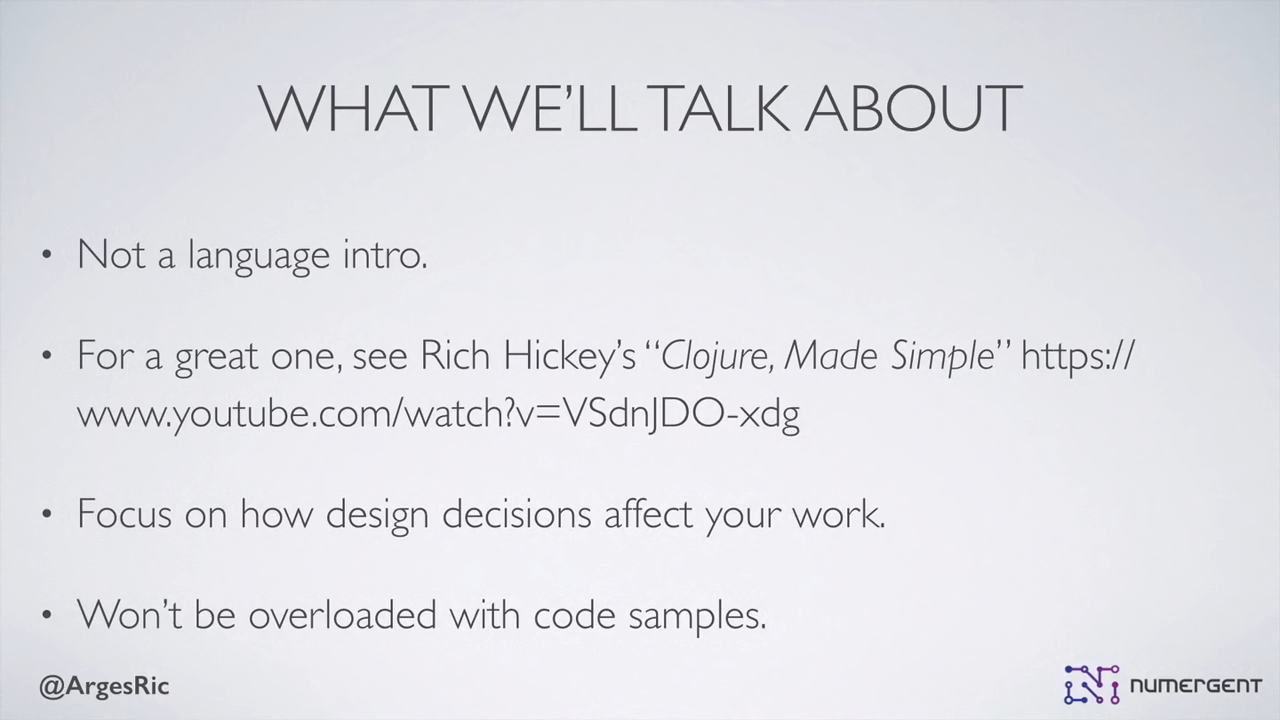 WHAT WE’LL TALK ABOUT
• Not a language intro.
• For a great one, see Rich Hickey’s “Clojure, Made Simple” https://
www.youtube.com/watch?v=VSdnJDO-xdg
• Focus on how design decisions affect your work.
• Won’t be overloaded with code samples.
@ArgesRic
NUMERGENT